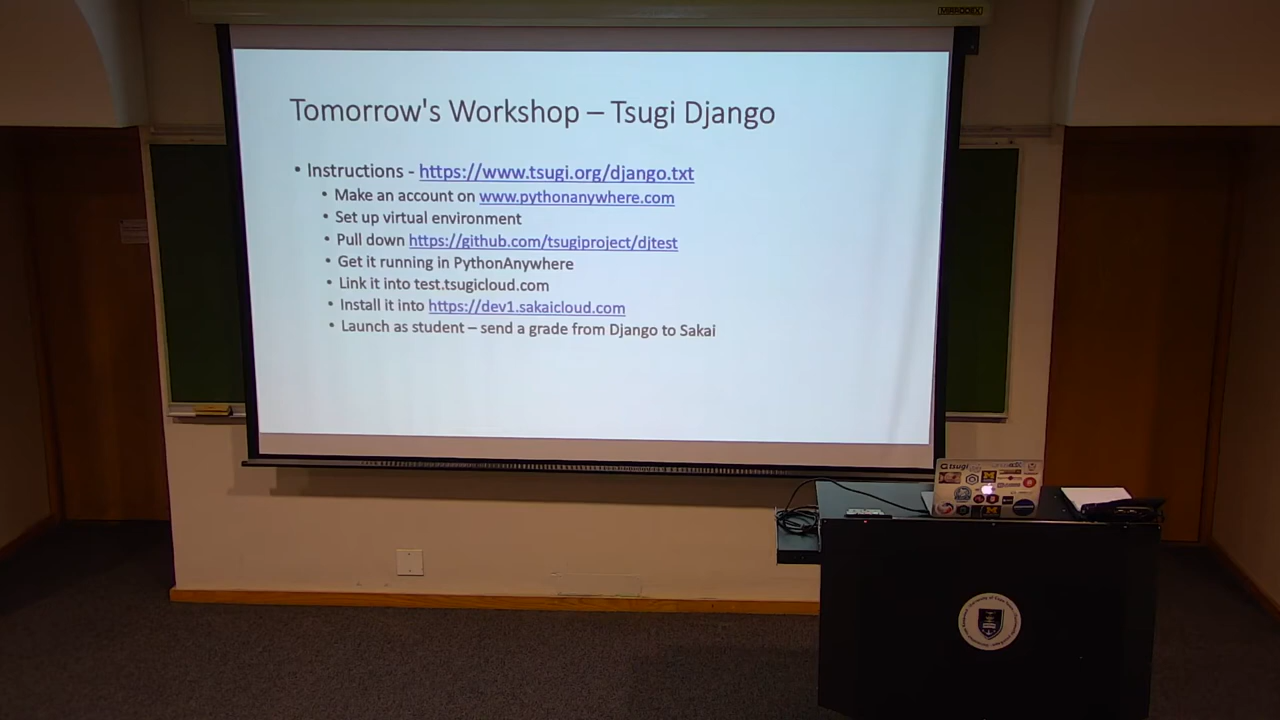 Tomorrow's Workshop – Tsugi Django
• Instructions - https://www.tsugi.org/django.txt
• Make an account on www.pythonanywhere.com
• Set up virtual environment
• Pull down https://github.com/tsugiproject/djtest
• Get it running in PythonAnywhere
• Link it into test.tsugicloud.com
• Install it into https://dev1.sakaicloud.com
• Launch as student – send a grade from Django to Sakai
tsugi